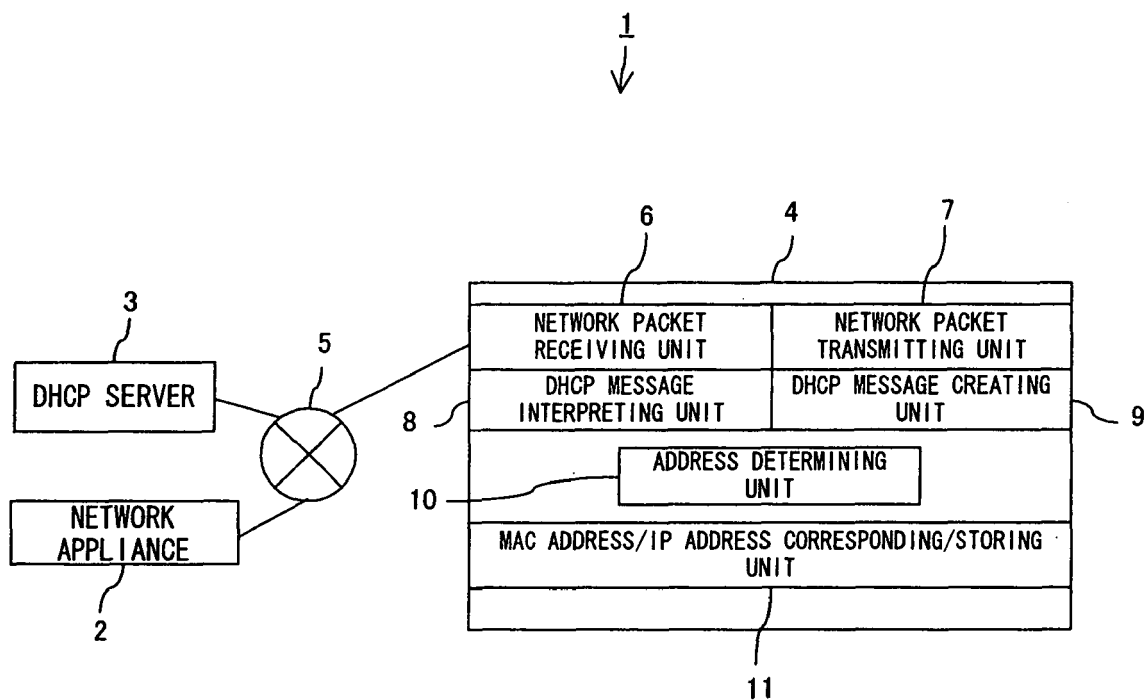 1
6
4
7
3
5
NETWORK PACKET
RECEIVING UNIT
NETWORK PACKET
TRANSMITTING UNIT
DHCP SERVER
DHCP MESSAGE
INTERPRETING UNIT
DHCP MESSAGE CREATING
UNIT
8
9
ADDRESS DETERMINING
UNIT
10
NETWORK
APPLIANCE
MAC ADDRESS/IP ADDRESS CORRESPONDING/STORING
UNIT
2
11